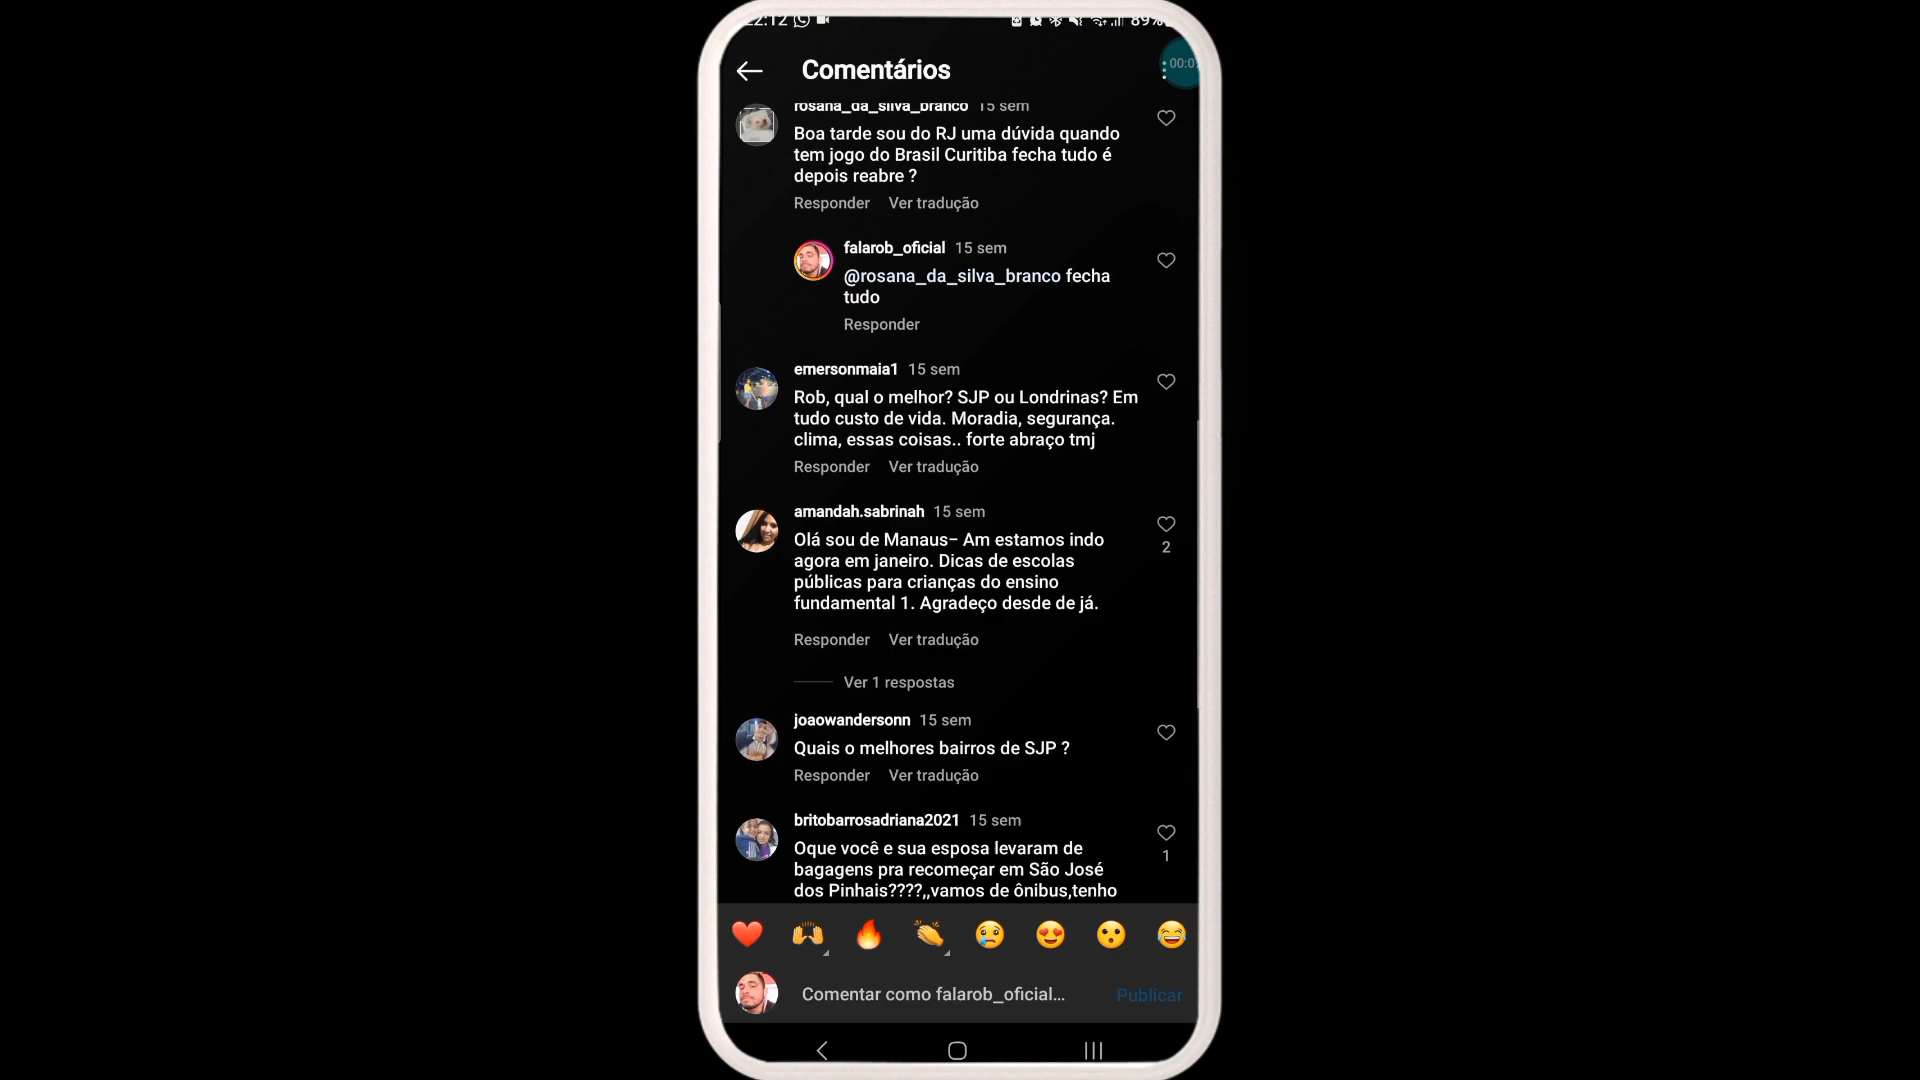 22:12 89%
Comentários
00:0
rosana_da_silva_branco 15 sem
Boa tarde sou do RJ uma dúvida quando
tem jogo do Brasil Curitiba fecha tudo é
depois reabre ?
Responder Ver tradução
falarob_oficial 15 sem
@rosana_da_silva_branco fecha
tudo
Responder
emersonmaia1 15 sem
Rob, qual o melhor? SJP ou Londrinas? Em
tudo custo de vida. Moradia, segurança.
clima, essas coisas.. forte abraço tmj
Responder Ver tradução
amandah.sabrinah 15 sem
Olá sou de Manaus– Am estamos indo
agora em janeiro. Dicas de escolas
públicas para crianças do ensino
fundamental 1. Agradeço desde de já.
2
Responder Ver tradução
Ver 1 respostas
joaowandersonn 15 sem
Quais o melhores bairros de SJP ?
Responder Ver tradução
britobarrosadriana2021 15 sem
Oque você e sua esposa levaram de
bagagens pra recomeçar em São José
dos Pinhais????,,vamos de ônibus,tenho
1
Comentar como falarob_oficial... Publicar